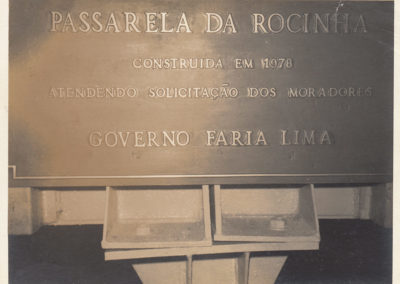 PASSARELA DA ROCINHA
CONSTRUIDA EM 1978
ATENDENDO SOLICITAÇÃO DOS MORADORES
GOVERNO FARIA LIMA